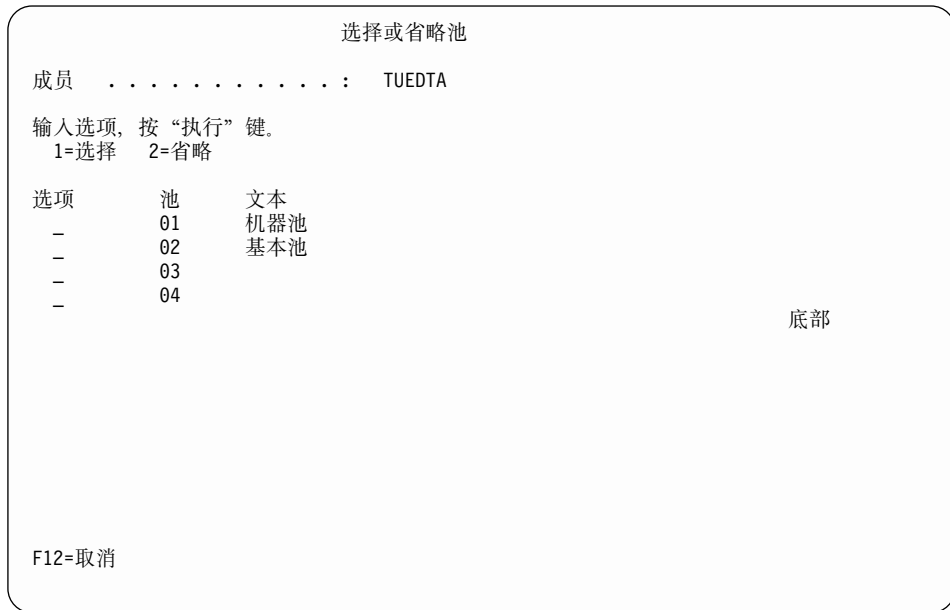 选择或省略池
成员 . . . . . . . . . . . : TUEDTA
输入选项，按“执行”键。
1=选择 2=省略
选项 池 文本
_ 01 机器池
_ 02 基本池
_ 03
_ 04
底部
F12=取消